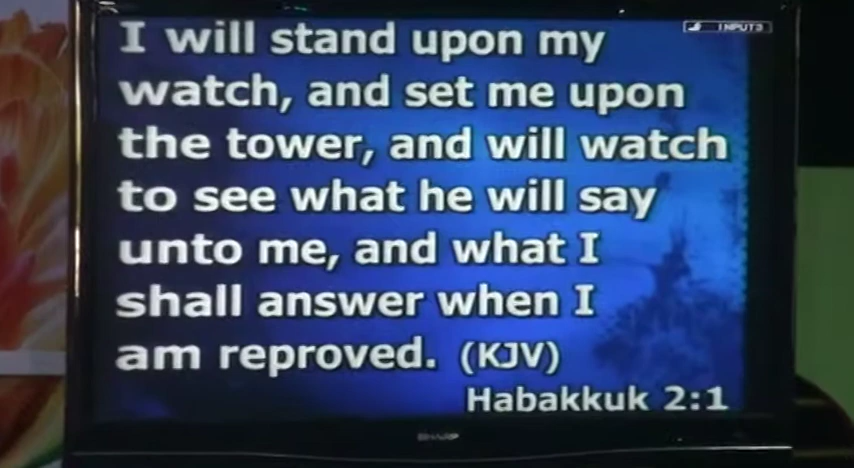 INPUT3
I will stand upon my
watch, and set me upon
the tower, and will watch
to see what he will say
unto me, and what I
shall answer when I
am reproved. (KJV)
Habakkuk 2:1
SHARP